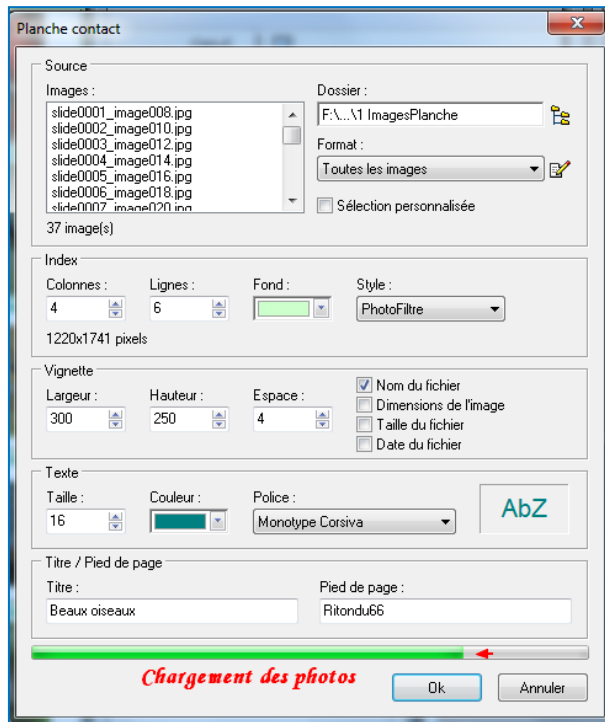 Planche contact
Source
Images :
slide0001_image008.jpg
slide0002_image010.jpg
slide0003_image012.jpg
slide0004_image014.jpg
slide0005_image016.jpg
slide0006_image018.jpg
slide0007_image020.jpg
37 image(s)
Dossier :
F:\...\1 ImagesPlanche
Format :
Toutes les images
Sélection personnalisée
Index
Colonnes : Lignes : Fond : Style :
4 6 PhotoFiltre
1220x1741 pixels
Vignette
Largeur : Hauteur : Espace :
300 250 4
Nom du fichier
Dimensions de l'image
Taille du fichier
Date du fichier
Texte
Taille : Couleur : Police :
16 Monotype Corsiva
AbZ
Titre / Pied de page
Titre : Pied de page :
Beaux oiseaux Ritondu66
Chargement des photos
Ok Annuler